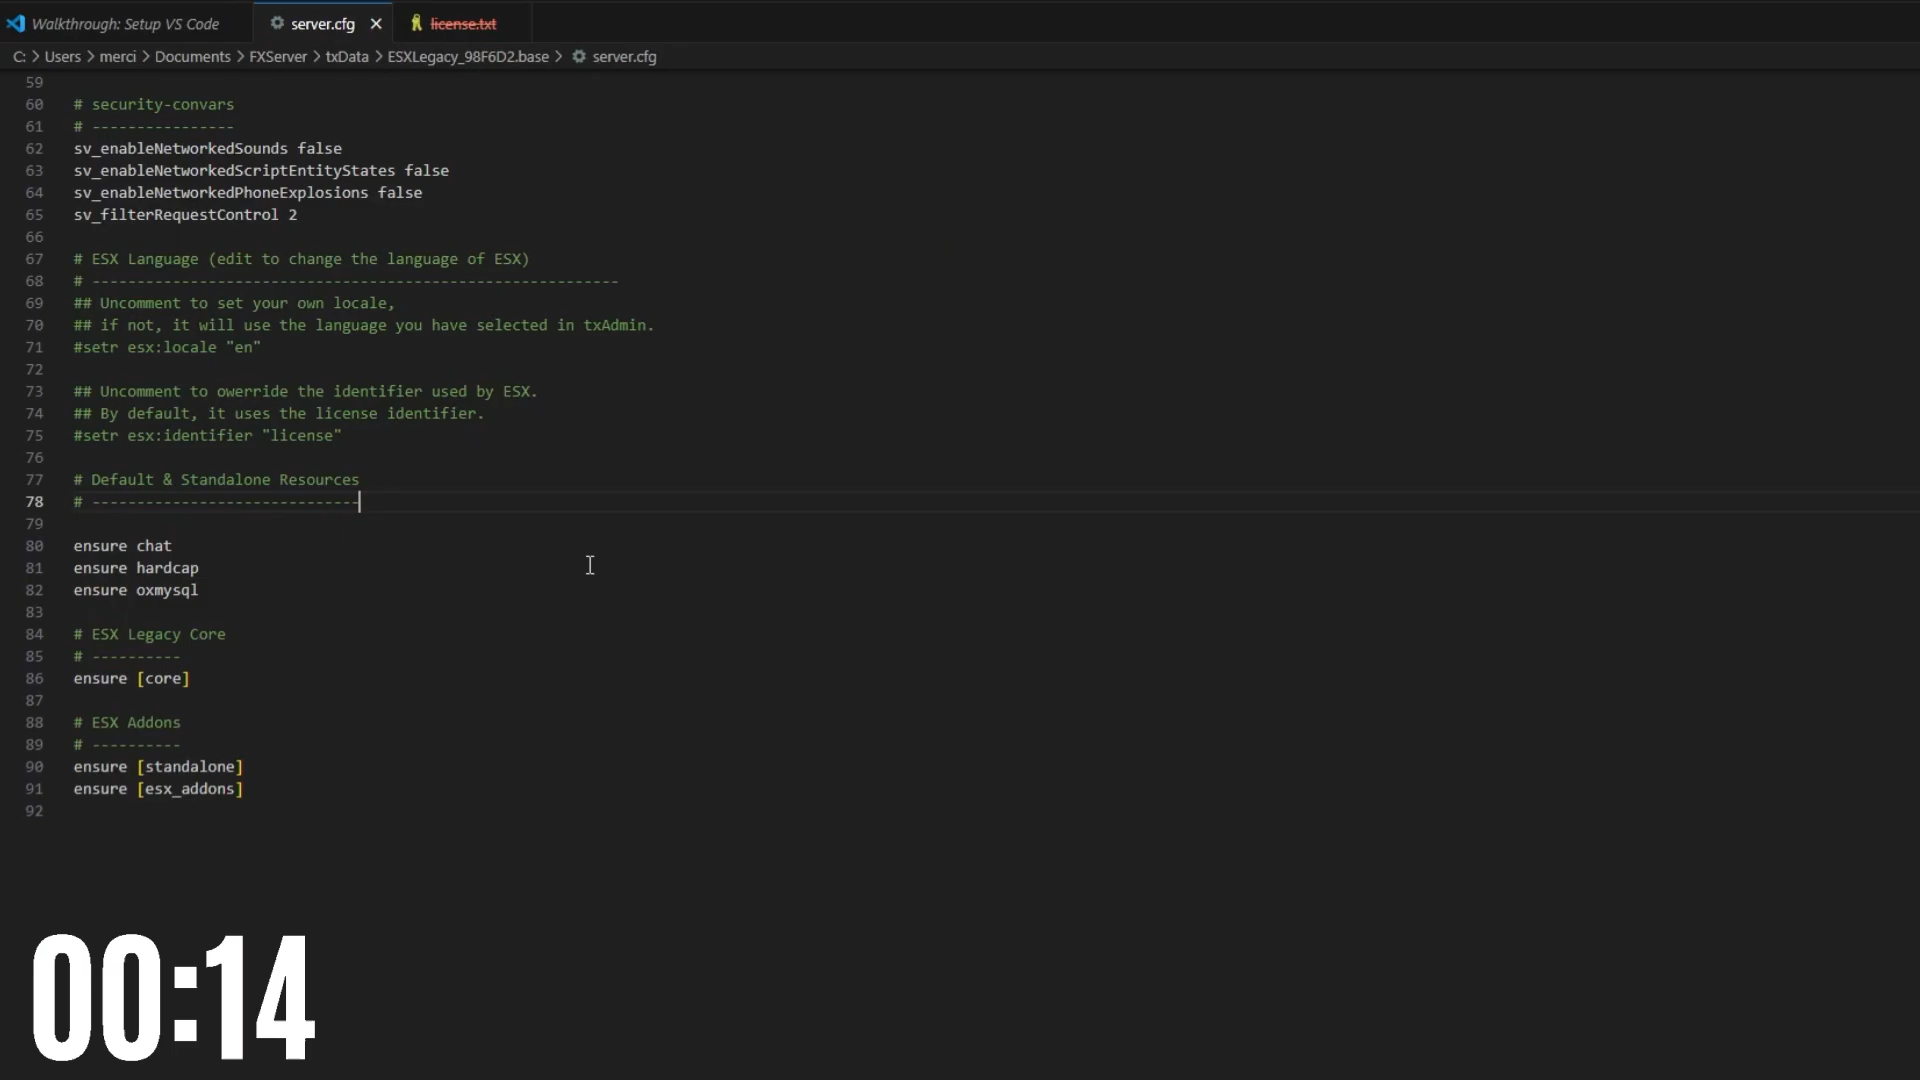 Walkthrough: Setup VS Code server.cfg license.txt
C: > Users > merci > Documents > FXServer > txData > ESXLegacy_98F6D2.base > server.cfg
59
60 # security-convars
61 # ----------------
62 sv_enableNetworkedSounds false
63 sv_enableNetworkedScriptEntityStates false
64 sv_enableNetworkedPhoneExplosions false
65 sv_filterRequestControl 2
66
67 # ESX Language (edit to change the language of ESX)
68 # -----------------------------------------------------------
69 ## Uncomment to set your own locale,
70 ## if not, it will use the language you have selected in txAdmin.
71 #setr esx:locale "en"
72
73 ## Uncomment to owerride the identifier used by ESX.
74 ## By default, it uses the license identifier.
75 #setr esx:identifier "license"
76
77 # Default & Standalone Resources
78 # ------------------------------
79
80 ensure chat
81 ensure hardcap
82 ensure oxmysql
83
84 # ESX Legacy Core
85 # ----------
86 ensure [core]
87
88 # ESX Addons
89 # ----------
90 ensure [standalone]
91 ensure [esx_addons]
92
00:14